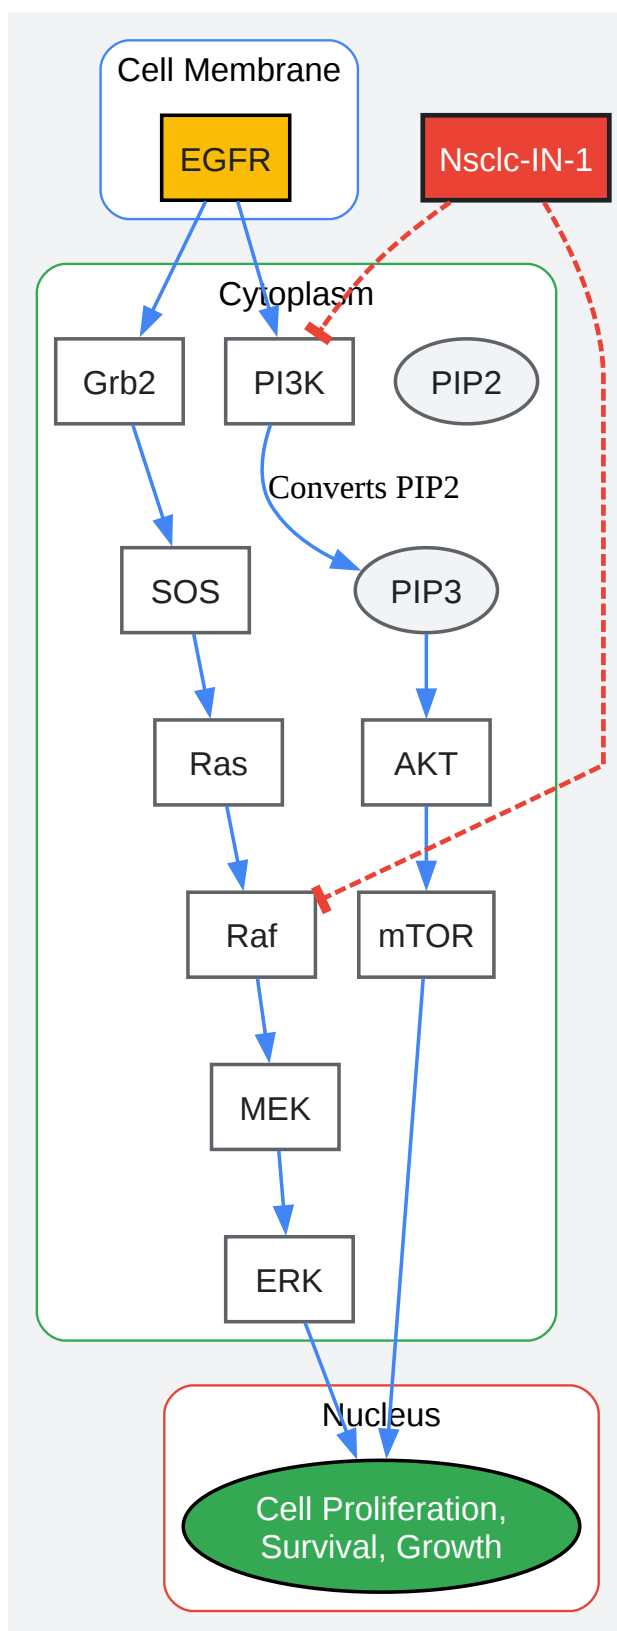 Cell Membrane
EGFR
Nsclc-IN-1
Cytoplasm
Grb2
PI3K
PIP2
Converts PIP2
SOS
PIP3
Ras
AKT
Raf
mTOR
MEK
ERK
Nucleus
Cell Proliferation,
Survival, Growth